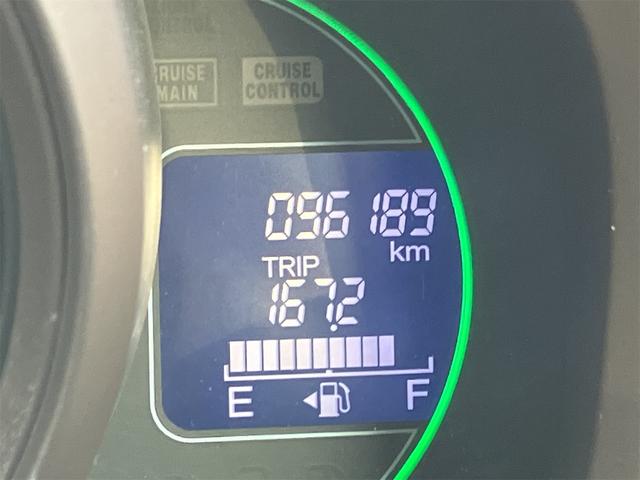 CRUISE
MAIN
CRUISE
CONTROL
096189
km
TRIP
167.2
E F